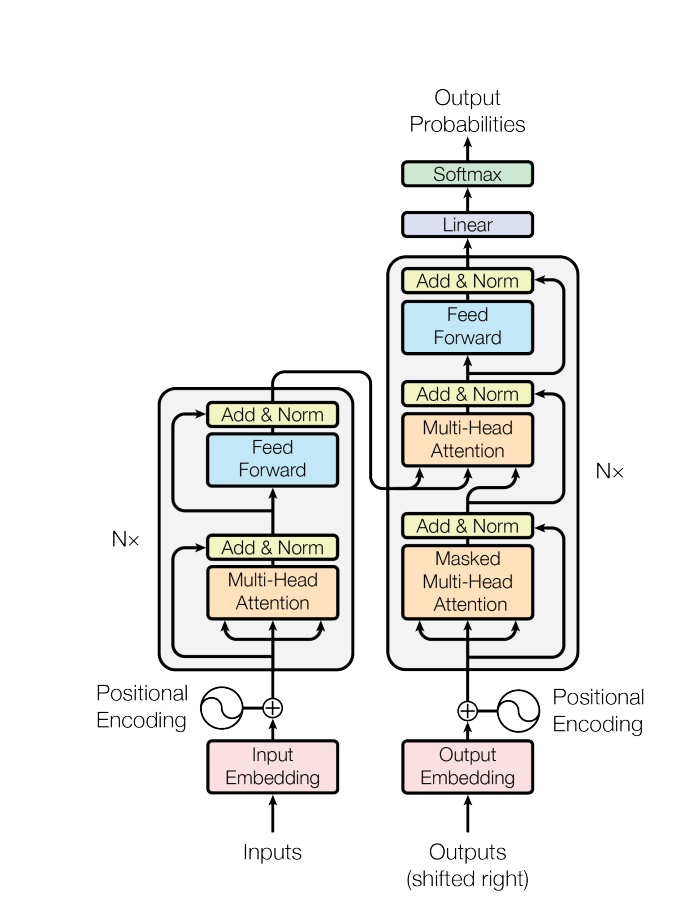 Output
Probabilities
Softmax
Linear
Add & Norm
Feed
Forward
Add & Norm
Multi-Head
Attention
Add & Norm
Masked
Multi-Head
Attention
N×
Add & Norm
Feed
Forward
Add & Norm
Multi-Head
Attention
N×
Positional
Encoding
Positional
Encoding
Input
Embedding
Output
Embedding
Inputs
Outputs
(shifted right)